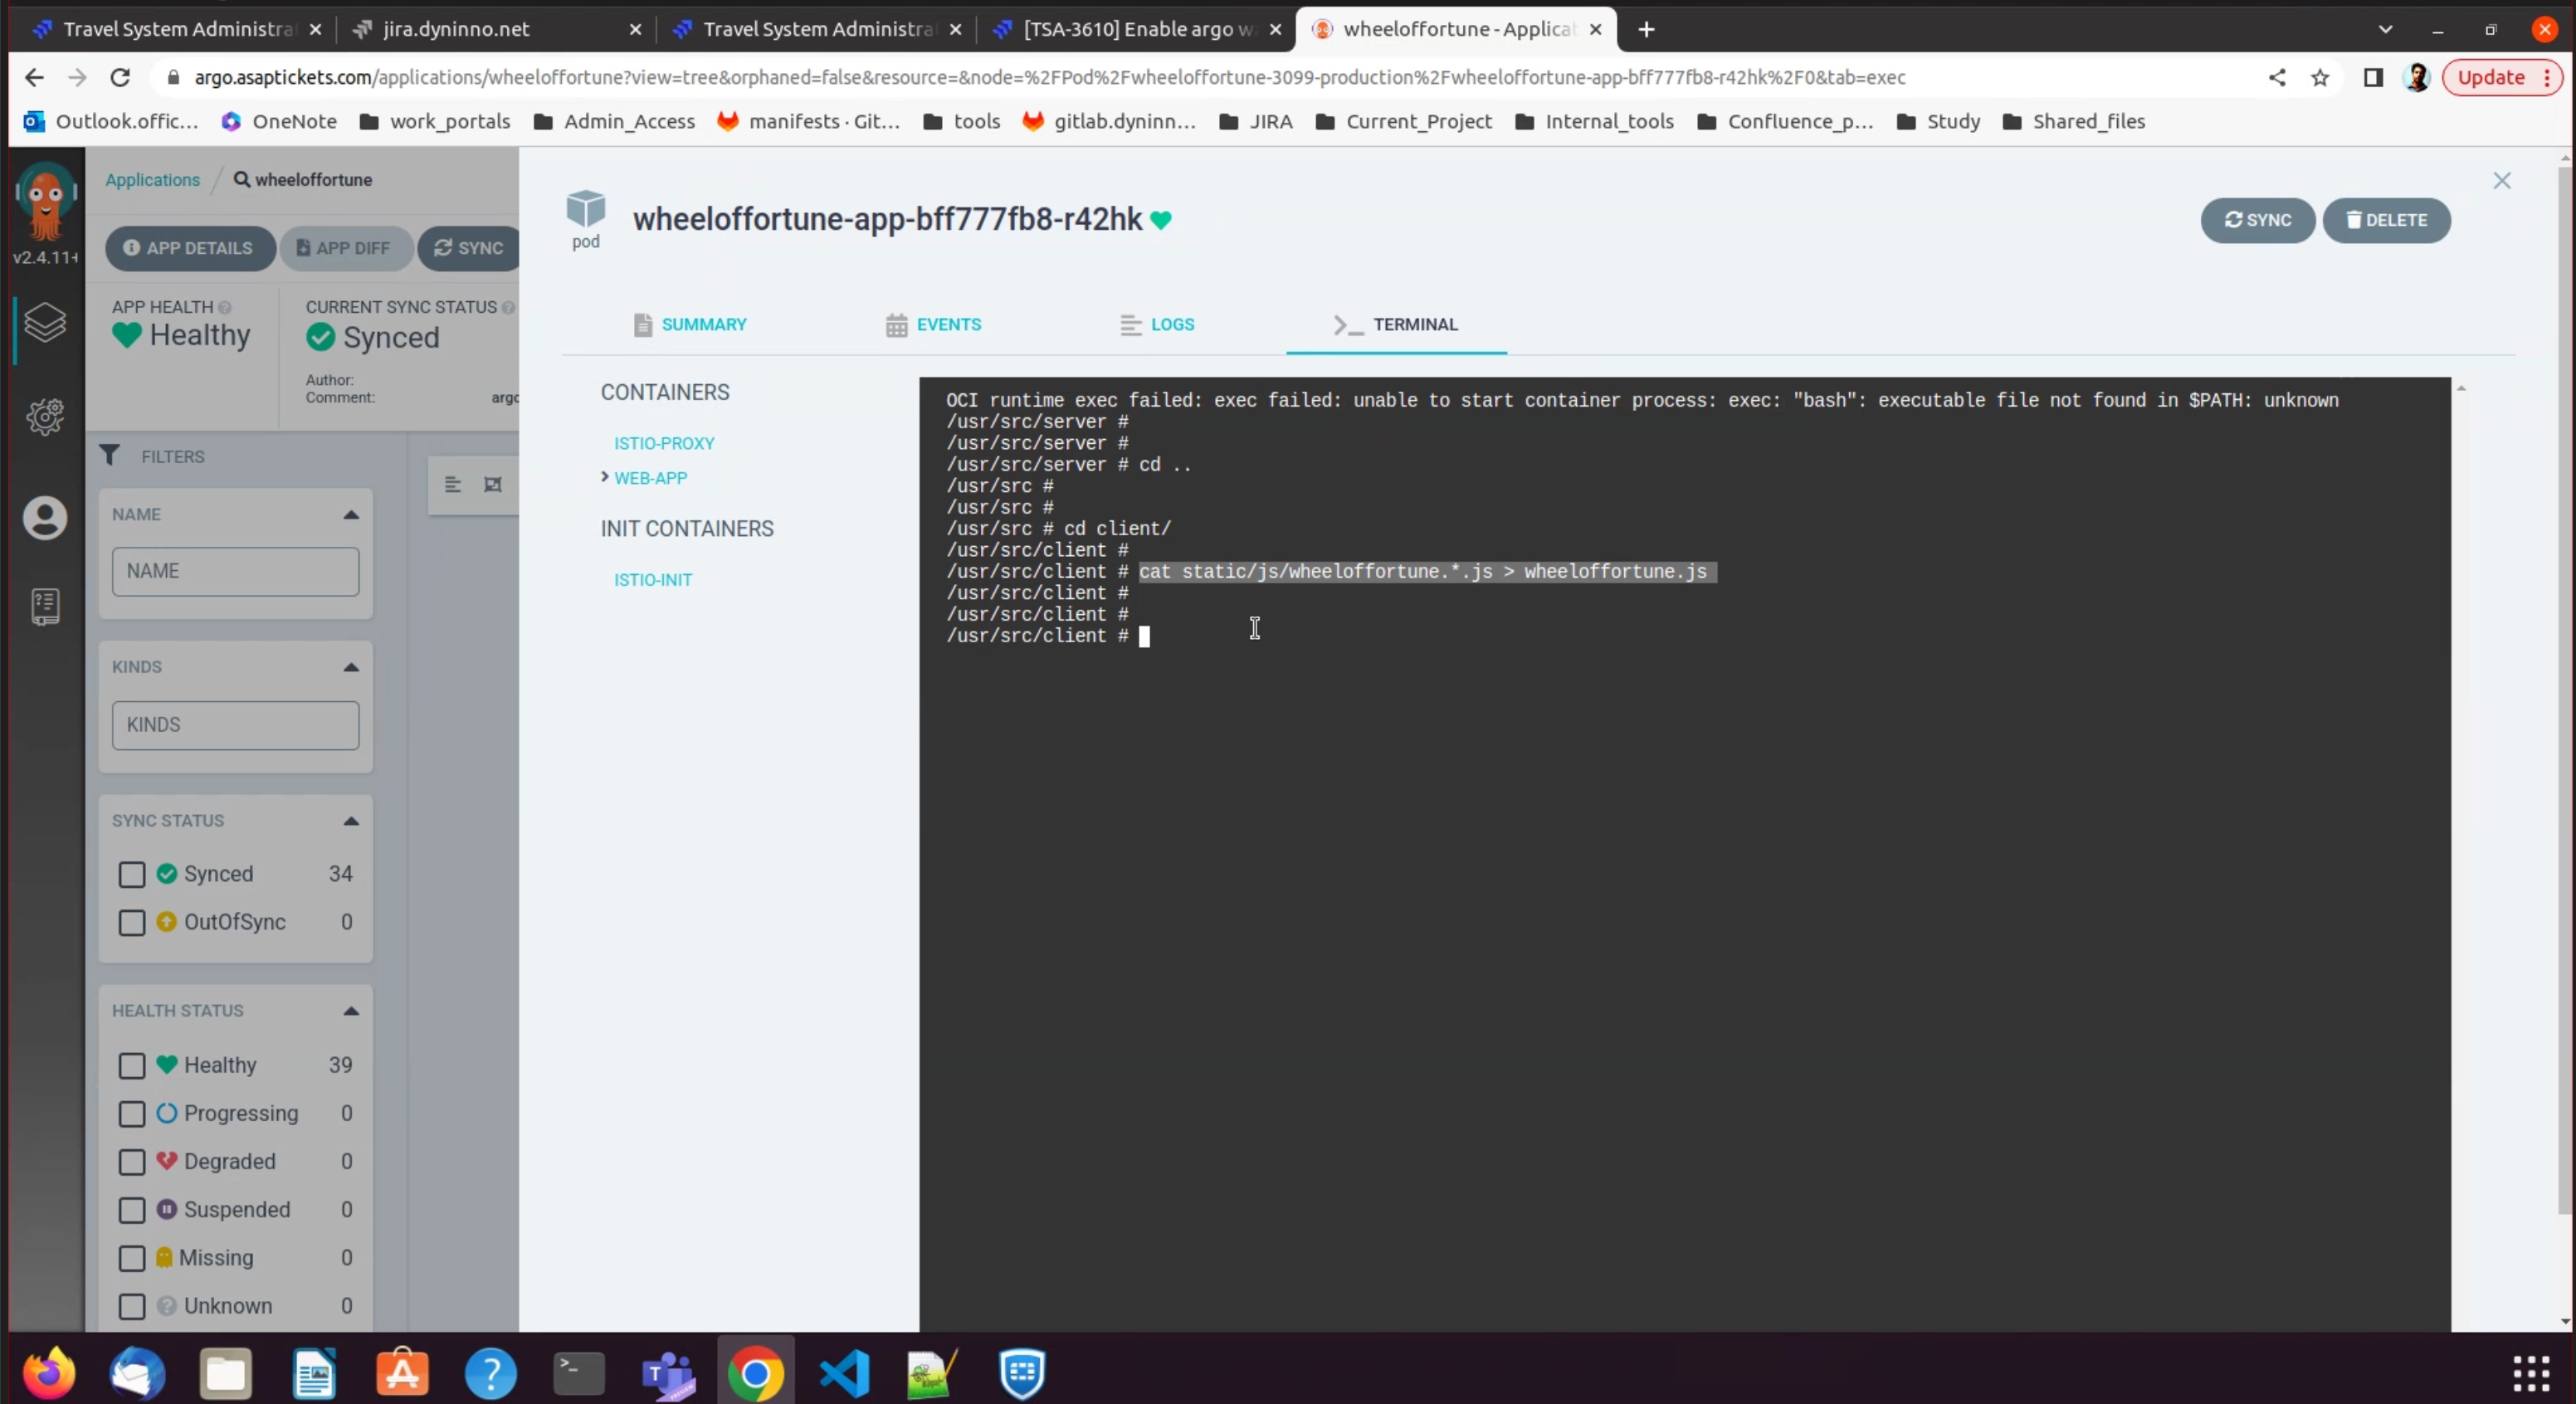 Travel System Administra
jira.dyninno.net
Travel System Administra
[TSA-3610] Enable argo w
wheeloffortune - Applicat
argo.asaptickets.com/applications/wheeloffortune?view=tree&orphaned=false&resource=&node=%2FPod%2Fwheeloffortune-3099-production%2Fwheeloffortune-app-bff777fb8-r42hk%2F0&tab=exec
Update
Outlook.offic...
OneNote
work_portals
Admin_Access
manifests · Git...
tools
gitlab.dyninn...
JIRA
Current_Project
Internal_tools
Confluence_p...
Study
Shared_files
v2.4.11+
Applications / wheeloffortune
APP DETAILS
APP DIFF
SYNC
APP HEALTH
Healthy
CURRENT SYNC STATUS
Synced
Author:
Comment:
argo
FILTERS
NAME
NAME
KINDS
KINDS
SYNC STATUS
Synced 34
OutOfSync 0
HEALTH STATUS
Healthy 39
Progressing 0
Degraded 0
Suspended 0
Missing 0
Unknown 0
pod
wheeloffortune-app-bff777fb8-r42hk
SYNC
DELETE
SUMMARY
EVENTS
LOGS
TERMINAL
CONTAINERS
ISTIO-PROXY
WEB-APP
INIT CONTAINERS
ISTIO-INIT
OCI runtime exec failed: exec failed: unable to start container process: exec: "bash": executable file not found in $PATH: unknown
/usr/src/server #
/usr/src/server #
/usr/src/server # cd ..
/usr/src #
/usr/src #
/usr/src # cd client/
/usr/src/client #
/usr/src/client # cat static/js/wheeloffortune.*.js > wheeloffortune.js
/usr/src/client #
/usr/src/client #
/usr/src/client #